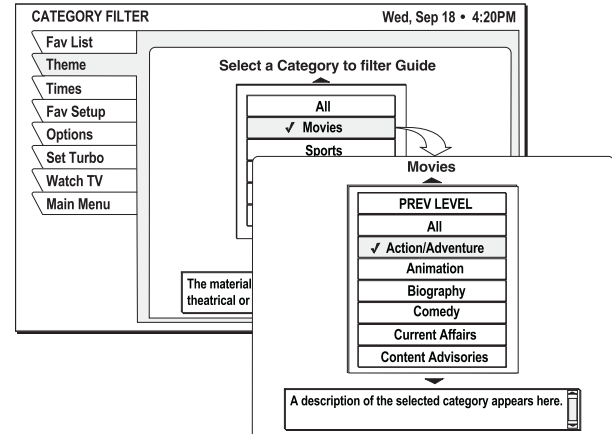 CATEGORY FILTER
Wed, Sep 18 • 4:20PM
Fav List
Theme
Times
Fav Setup
Options
Set Turbo
Watch TV
Main Menu
Select a Category to filter Guide
All
✓ Movies
Sports
The material
theatrical or
Movies
PREV LEVEL
All
✓ Action/Adventure
Animation
Biography
Comedy
Current Affairs
Content Advisories
A description of the selected category appears here.